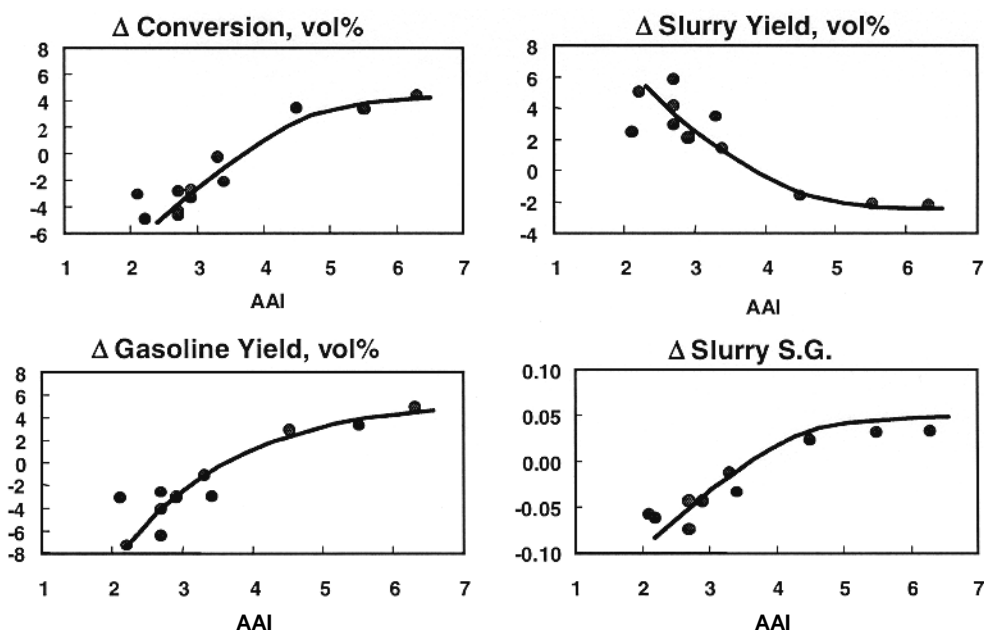 Δ Conversion, vol%
8
6
4
2
0
-2
-4
-6
1 2 3 4 5 6 7
AAI
Δ Slurry Yield, vol%
8
6
4
2
0
-2
-4
1 2 3 4 5 6 7
AAI
Δ Gasoline Yield, vol%
8
6
4
2
0
-2
-4
-6
-8
1 2 3 4 5 6 7
AAI
Δ Slurry S.G.
0.10
0.05
0.00
-0.05
-0.10
1 2 3 4 5 6 7
AAI